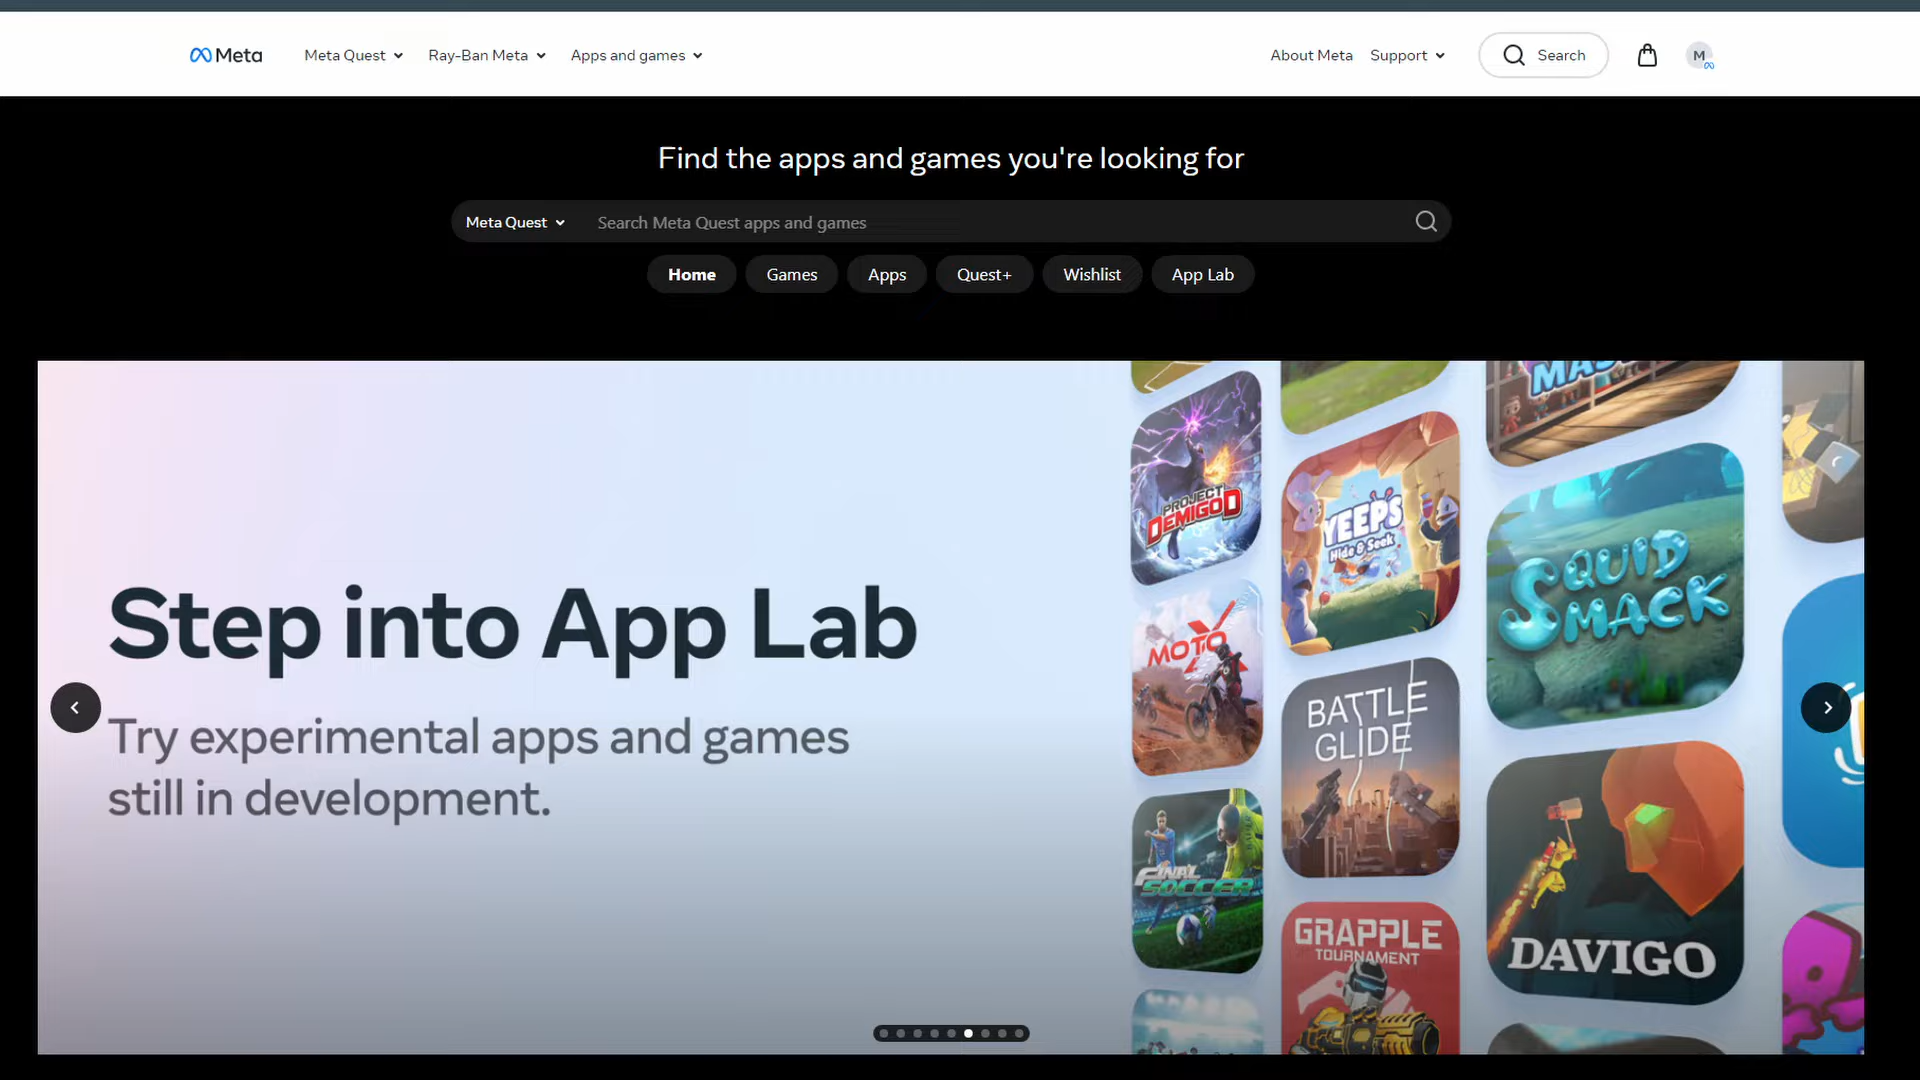 Meta
Meta Quest
Ray-Ban Meta
Apps and games
About Meta
Support
Search
M
Find the apps and games you're looking for
Meta Quest
Search Meta Quest apps and games
Home
Games
Apps
Quest+
Wishlist
App Lab
Step into App Lab
Try experimental apps and games
still in development.
PROJECT
DEMIGOD
MOTO X
FINAL
SOCCER
YEEPS
Hide & Seek
BATTLE
GLIDE
GRAPPLE
TOURNAMENT
SQUID
SMACK
DAVIGO